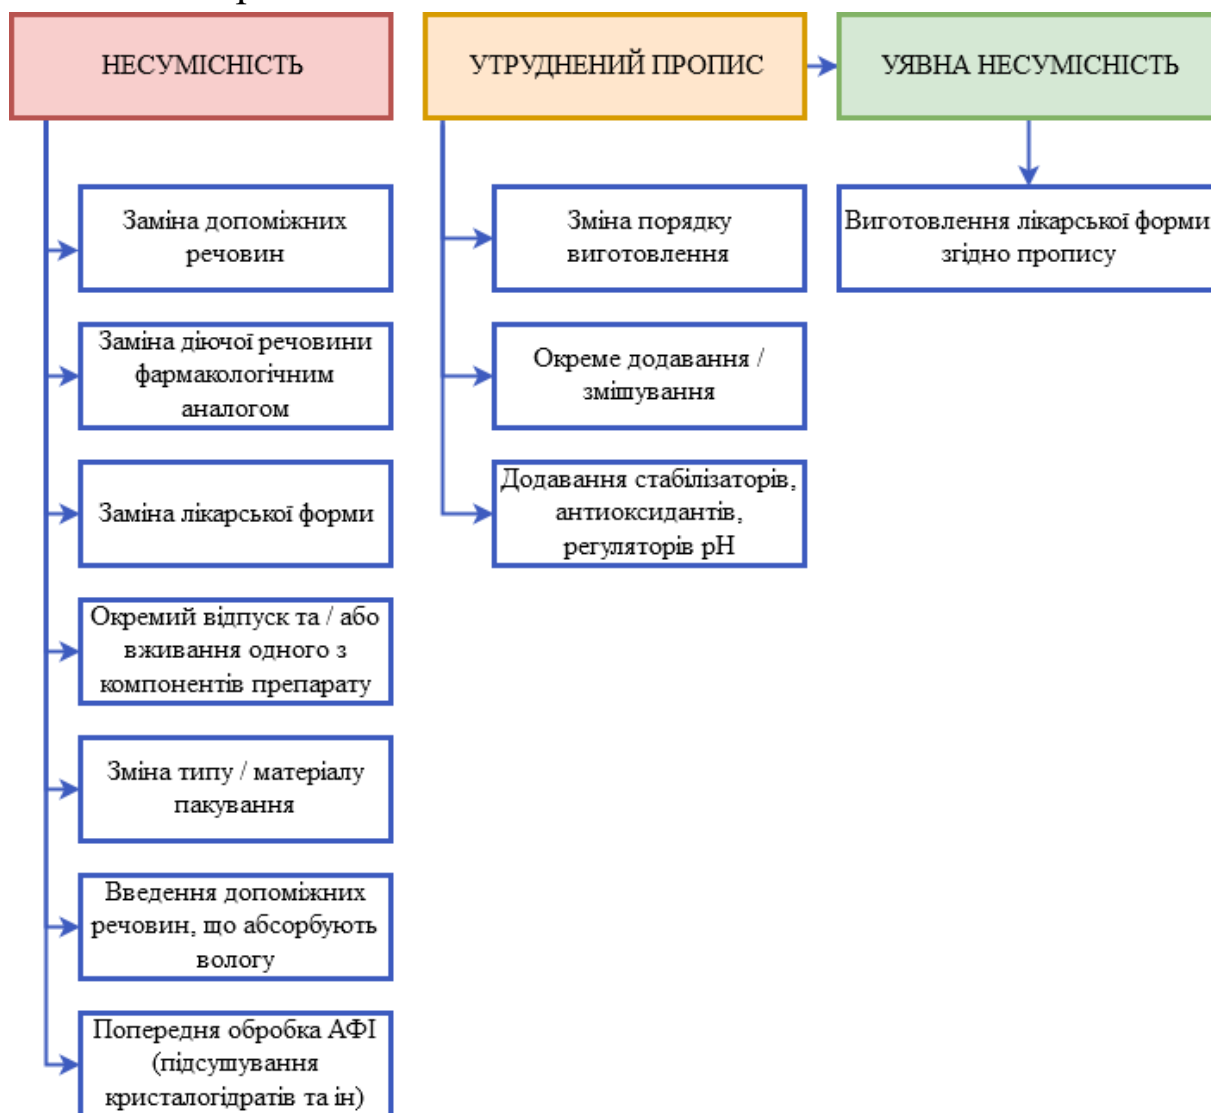 НЕСУМІСНІСТЬ
УТРУДНЕНИЙ ПРОПИС
УЯВНА НЕСУМІСНІСТЬ
Заміна допоміжних
речовин
Заміна діючої речовини
фармакологічним
аналогом
Заміна лікарської форми
Окремий відпуск та / або
вживання одного з
компонентів препарату
Зміна типу / матеріалу
пакування
Введення допоміжних
речовин, що абсорбують
вологу
Попередня обробка АФІ
(підсушування
кристалогідратів та ін)
Зміна порядку
виготовлення
Окреме додавання /
змішування
Додавання стабілізаторів,
антиоксидантів,
регуляторів рН
Виготовлення лікарської форми
згідно пропису